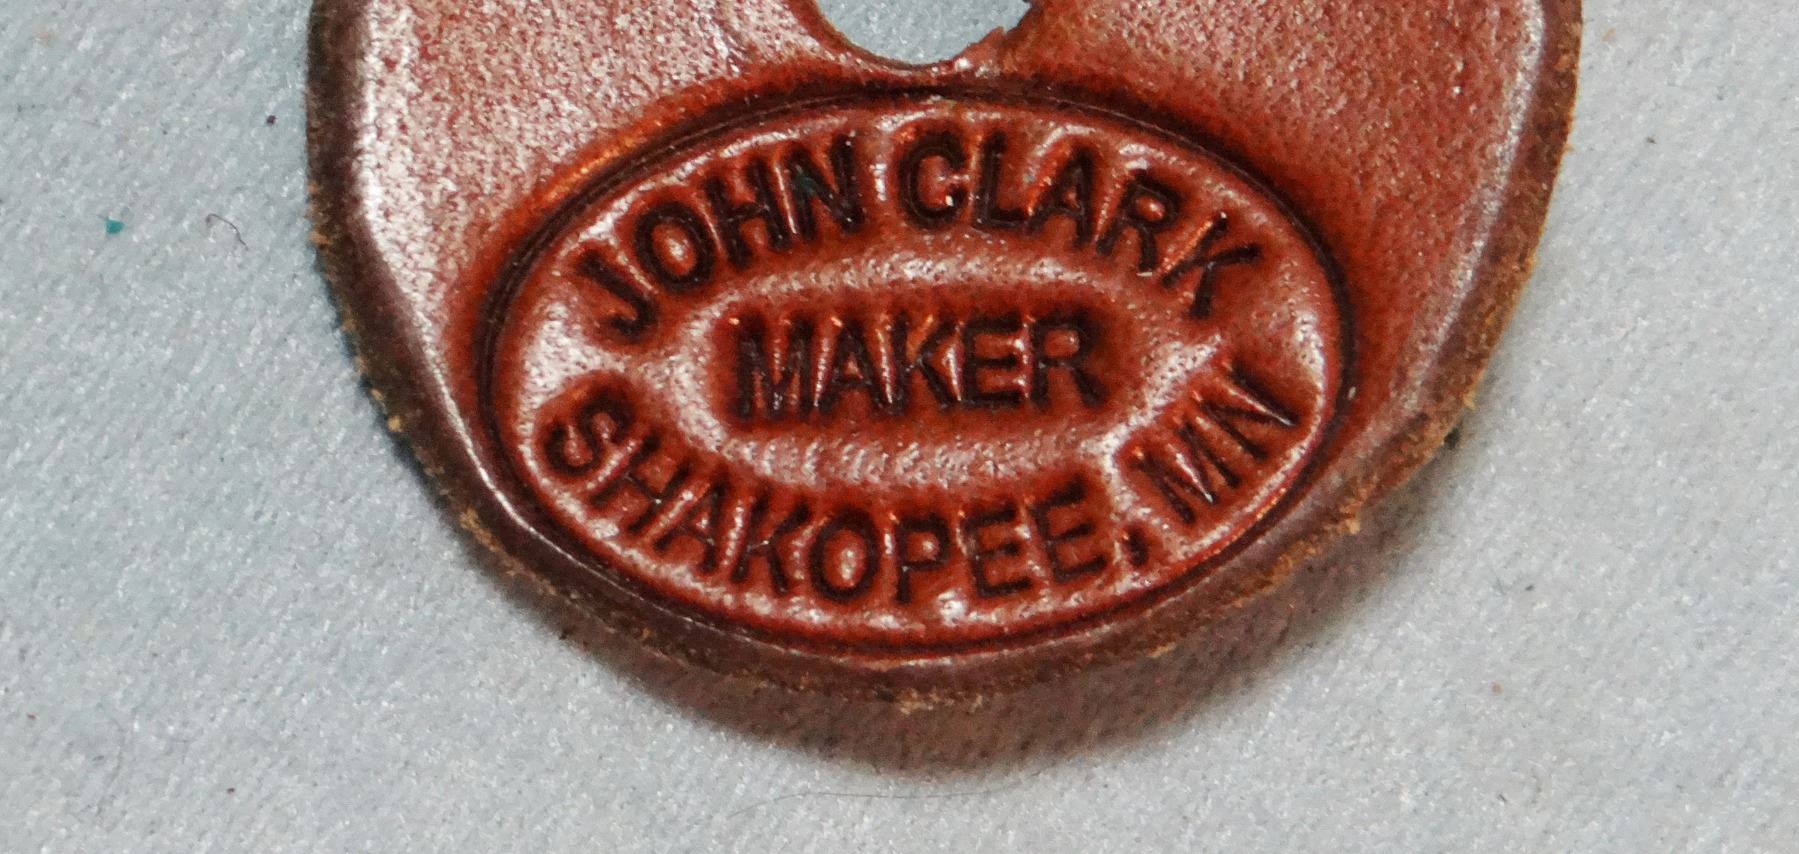 JOHN CLARK
MAKER
SHAKOPEE, MN